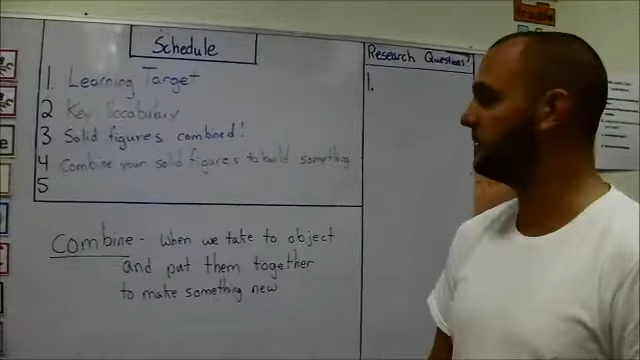 Schedule
1. Learning Target
2 Key Vocabulary
3 Solid figures combined!
4 Combine your solid figures to build something
5
Combine - When we take to object
and put them together
to make something new
Research Questions?
1.